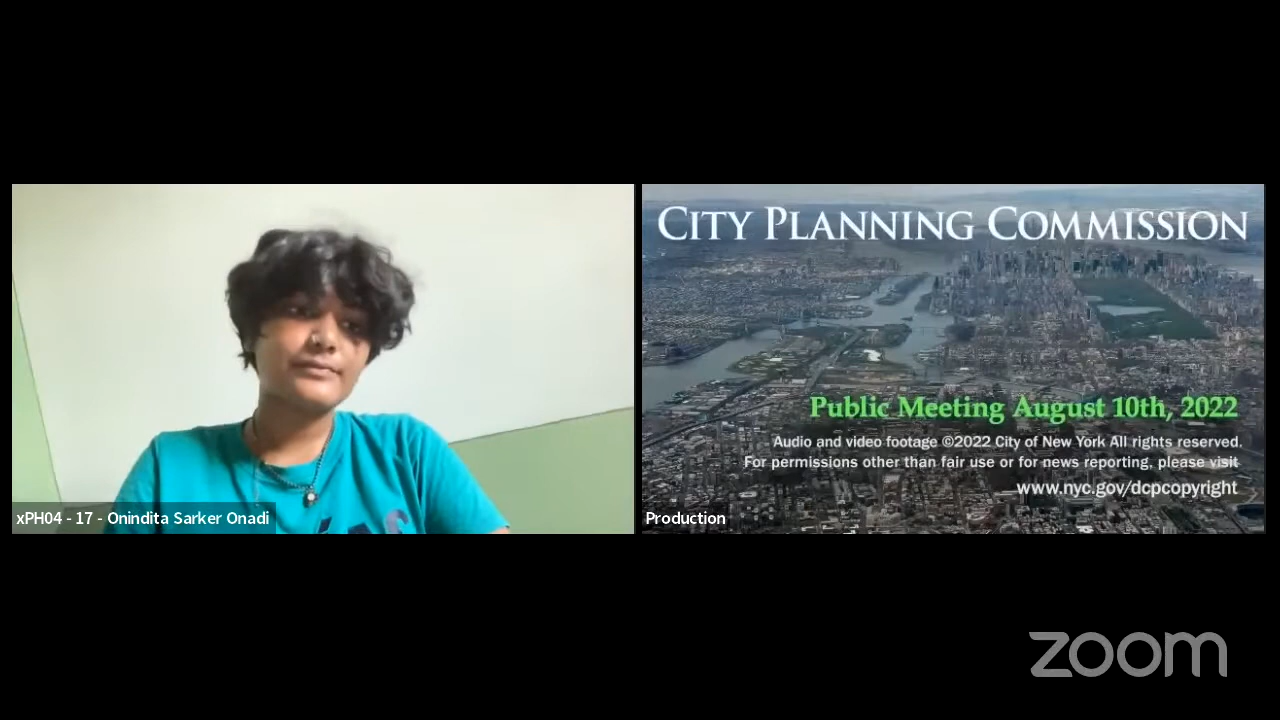 CITY PLANNING COMMISSION
Public Meeting August 10th, 2022
Audio and video footage ©2022 City of New York All rights reserved.
For permissions other than fair use or for news reporting, please visit
www.nyc.gov/dcpcopyright
xPH04 - 17 - Onindita Sarker Onadi
Production
zoom